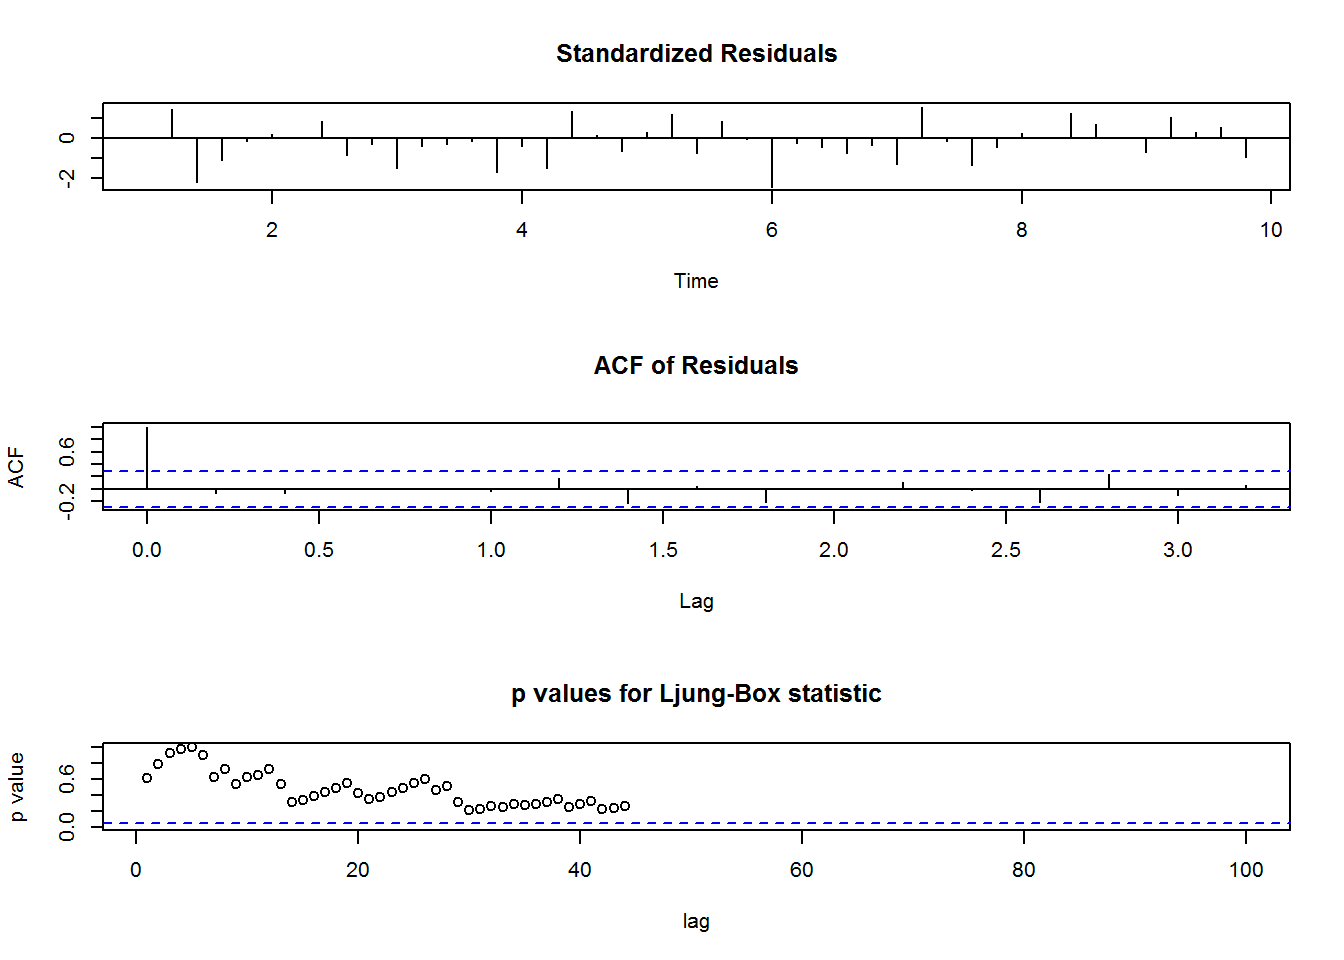 Standardized Residuals
0
-2
2 4 6 8 10
Time
ACF of Residuals
ACF
0.6
-0.2
0.0 0.5 1.0 1.5 2.0 2.5 3.0
Lag
p values for Ljung-Box statistic
p value
0.6
0.0
0 20 40 60 80 100
lag